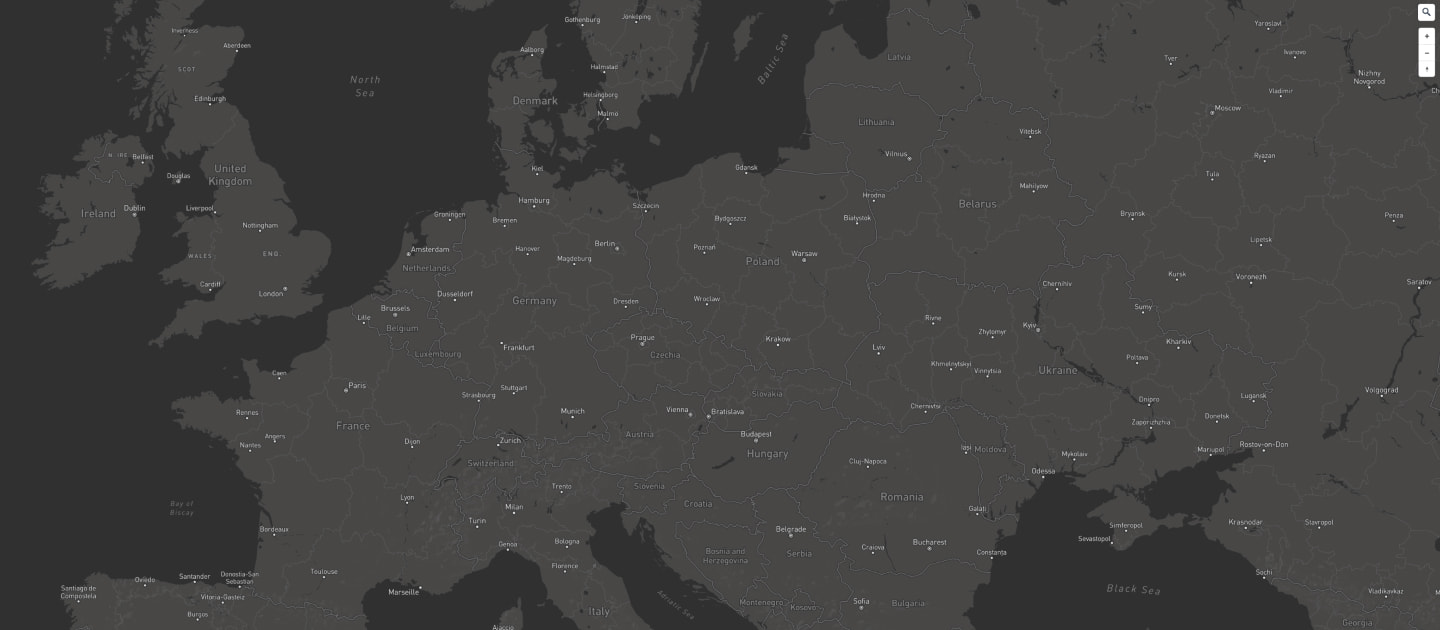 Inverness
Aberdeen
SCOT.
Edinburgh
N. IRE.
Belfast
Douglas
United
Kingdom
Ireland
Dublin
Liverpool
Nottingham
WALES
ENG.
Cardiff
London
North
Sea
Gothenburg
Jönköping
Aalborg
Halmstad
Denmark
Helsingborg
Malmö
Baltic Sea
Kiel
Hamburg
Groningen
Bremen
Amsterdam
Netherlands
Hanover
Magdeburg
Berlin
Dusseldorf
Germany
Dresden
Brussels
Lille
Belgium
Luxembourg
Frankfurt
Prague
Czechia
Latvia
Lithuania
Vilnius
Gdansk
Szczecin
Bydgoszcz
Bialystok
Hrodna
Poznań
Poland
Warsaw
Wroclaw
Krakow
Vitebsk
Mahilyow
Belarus
Yaroslavl
Tver
Ivanovo
Nizhny
Novgorod
Vladimir
Moscow
Ryazan
Tula
Bryansk
Penza
Lipetsk
Kursk
Voronezh
Saratov
Chernihiv
Sumy
Rivne
Zhytomyr
Kyiv
Kharkiv
Lviv
Khmelnytskyi
Vinnytsia
Poltava
Ukraine
Volgograd
Dnipro
Luhansk
Chernivtsi
Zaporizhzhia
Donetsk
Mariupol
Rostov-on-Don
Caen
Paris
Strasbourg
Stuttgart
Rennes
France
Munich
Vienna
Bratislava
Slovakia
Angers
Nantes
Dijon
Zurich
Austria
Budapest
Hungary
Switzerland
Iași
Moldova
Mykolaiv
Odessa
Cluj-Napoca
Lyon
Trento
Slovenia
Croatia
Romania
Galați
Bay of
Biscay
Milan
Turin
Bordeaux
Genoa
Bologna
Belgrade
Craiova
Bucharest
Constanta
Simferopol
Sevastopol
Krasnodar
Stavropol
Bosnia and
Herzegovina
Serbia
Santiago de
Compostela
Oviedo
Santander
Donostia-San
Sebastian
Vitoria-Gasteiz
Burgos
Toulouse
Marseille
Florence
Italy
Ajaccio
Adriatic Sea
Montenegro
Kosovo
Sofia
Bulgaria
Black Sea
Sochi
Vladikavkaz
Georgia